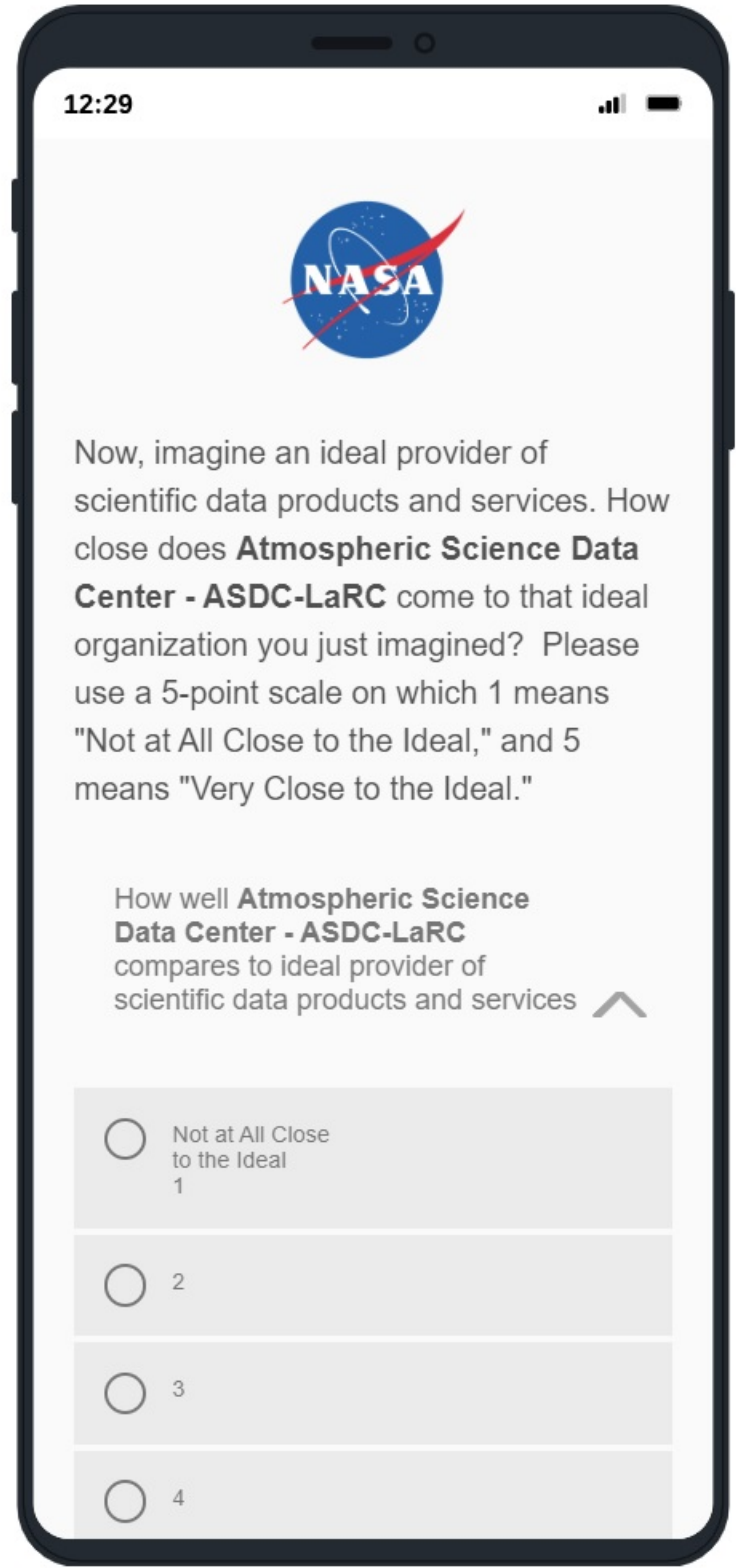 12:29
NASA
Now, imagine an ideal provider of
scientific data products and services. How
close does Atmospheric Science Data
Center - ASDC-LaRC come to that ideal
organization you just imagined?  Please
use a 5-point scale on which 1 means
"Not at All Close to the Ideal," and 5
means "Very Close to the Ideal."
How well Atmospheric Science
Data Center - ASDC-LaRC
compares to ideal provider of
scientific data products and services
Not at All Close
to the Ideal
1
2
3
4